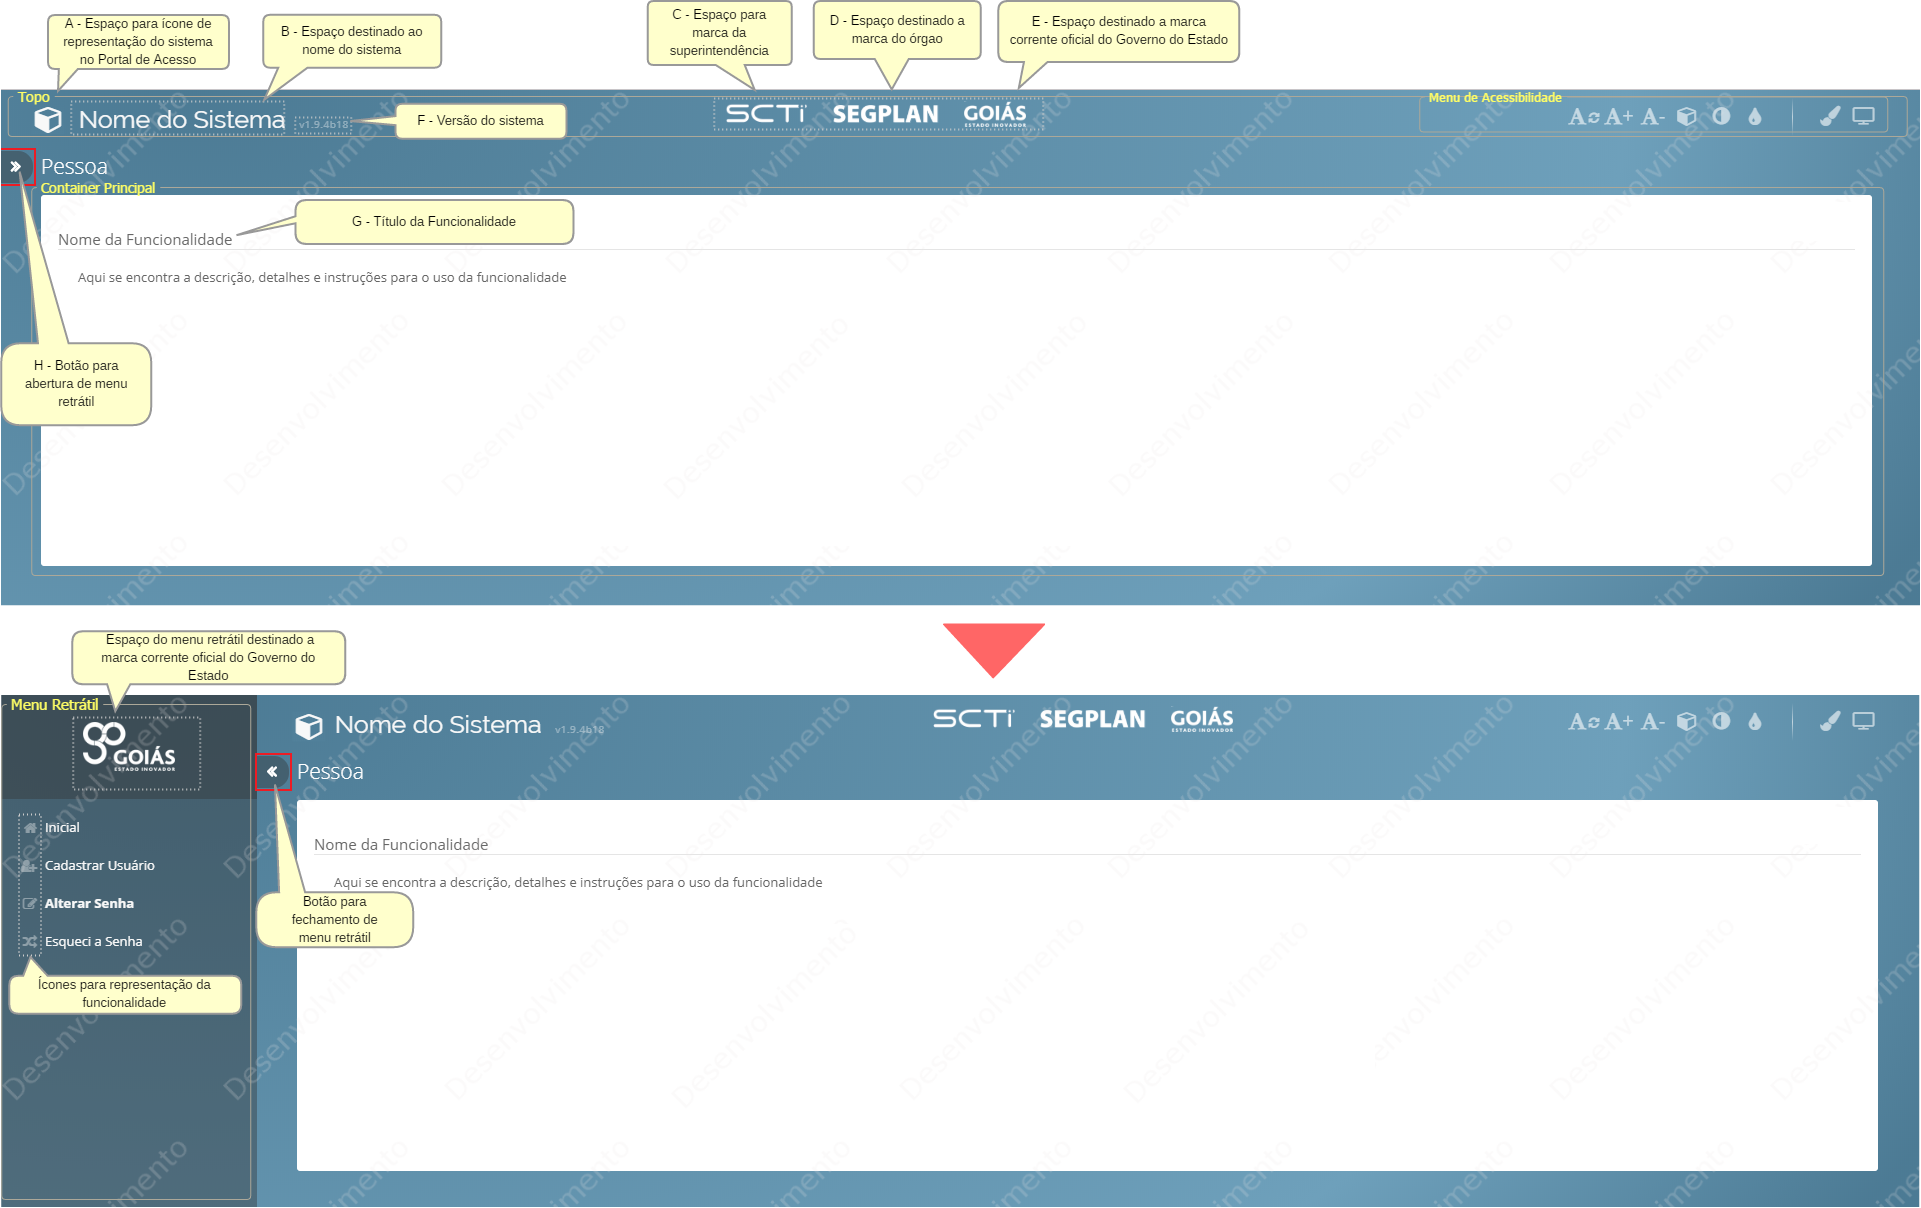 A - Espaço para ícone de
representação do sistema
no Portal de Acesso
B - Espaço destinado ao
nome do sistema
C - Espaço para
marca da
superintendência
D - Espaço destinado a
marca do órgao
E - Espaço destinado a marca
corrente oficial do Governo do Estado
Topo
Nome do Sistema
v1.9.4b18
F - Versão do sistema
SCTi
SEGPLAN
GOIÁS
ESTADO INOVADOR
Menu de Acessibilidade
A A+ A-
Pessoa
Container Principal
G - Título da Funcionalidade
Nome da Funcionalidade
Aqui se encontra a descrição, detalhes e instruções para o uso da funcionalidade
H - Botão para
abertura de menu
retrátil
Desenvolvimento
Espaço do menu retrátil destinado a
marca corrente oficial do Governo do
Estado
Menu Retrátil
go
GOIÁS
ESTADO INOVADOR
Nome do Sistema
v1.9.4b18
SCTi
SEGPLAN
GOIÁS
ESTADO INOVADOR
A A+ A-
Pessoa
Inicial
Cadastrar Usuário
Alterar Senha
Esqueci a Senha
Nome da Funcionalidade
Aqui se encontra a descrição, detalhes e instruções para o uso da funcionalidade
Botão para
fechamento de
menu retrátil
Ícones para representação da
funcionalidade
Desenvolvimento